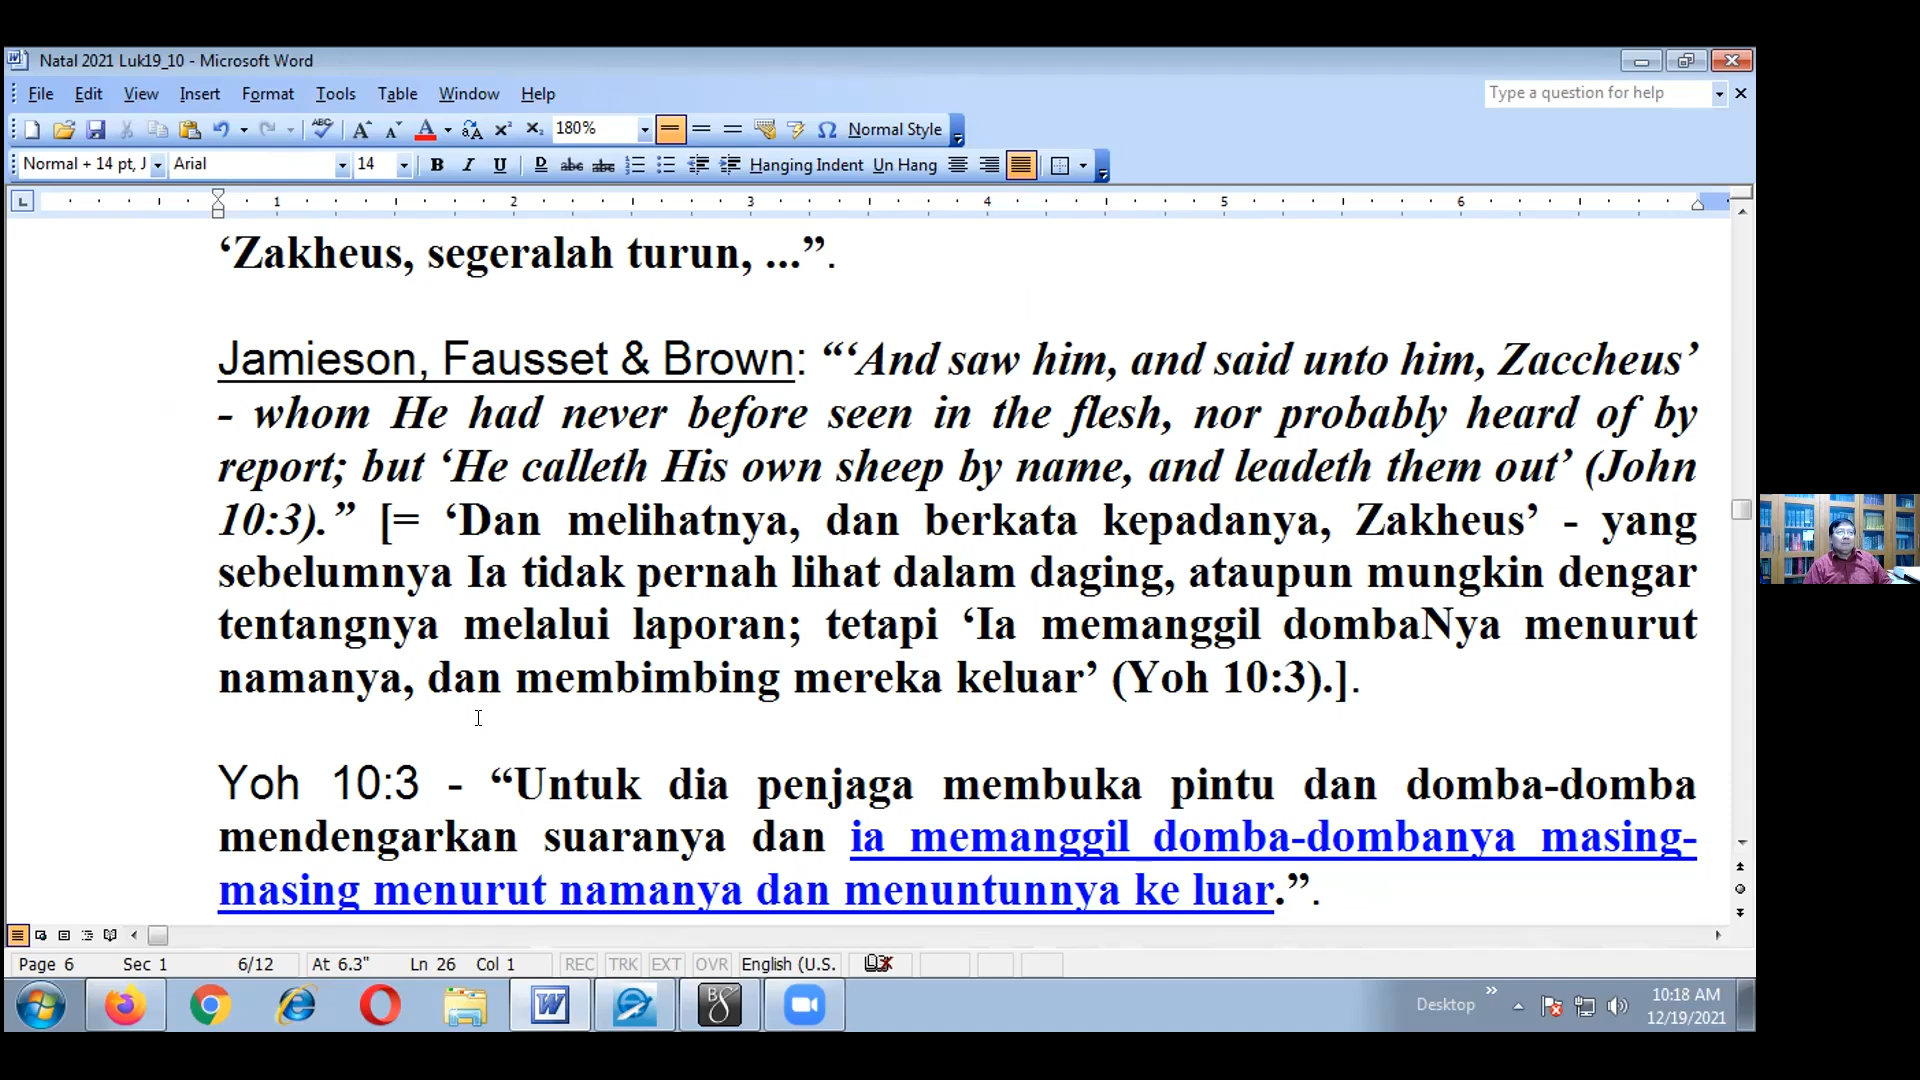 Natal 2021 Luk19_10 - Microsoft Word
File Edit View Insert Format Tools Table Window Help
Type a question for help
180%
Normal Style
Normal + 14 pt, J
Arial
14
B I U
Hanging Indent Un Hang
1 2 3 4 5 6
‘Zakheus, segeralah turun, ...”.
Jamieson, Fausset & Brown: “‘And saw him, and said unto him, Zaccheus’
- whom He had never before seen in the flesh, nor probably heard of by
report; but ‘He calleth His own sheep by name, and leadeth them out’ (John
10:3).” [= ‘Dan melihatnya, dan berkata kepadanya, Zakheus’ - yang
sebelumnya Ia tidak pernah lihat dalam daging, ataupun mungkin dengar
tentangnya melalui laporan; tetapi ‘Ia memanggil dombaNya menurut
namanya, dan membimbing mereka keluar’ (Yoh 10:3).].
Yoh 10:3 - “Untuk dia penjaga membuka pintu dan domba-domba
mendengarkan suaranya dan ia memanggil domba-dombanya masing-
masing menurut namanya dan menuntunnya ke luar.”.
Page 6 Sec 1 6/12 At 6.3" Ln 26 Col 1 REC TRK EXT OVR English (U.S.
Desktop
10:18 AM
12/19/2021